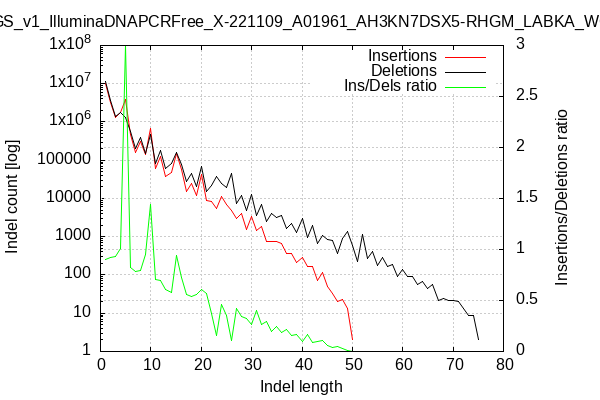 GS_v1_IlluminaDNAPCRFree_X-221109_A01961_AH3KN7DSX5-RHGM_LABKA_W
Insertions
Deletions
Ins/Dels ratio
Indel count [log]
1x10^8
1x10^7
1x10^6
100000
10000
1000
100
10
1
3
2.5
2
1.5
1
0.5
0
Insertions/Deletions ratio
0 10 20 30 40 50 60 70 80
Indel length